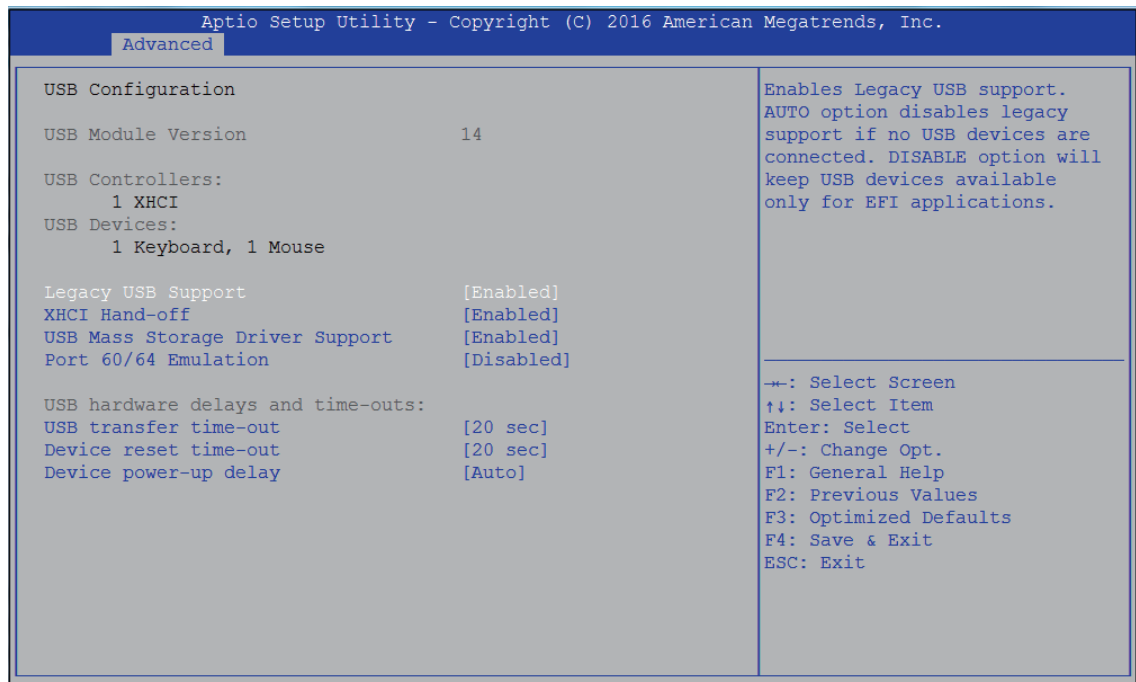 Aptio Setup Utility - Copyright (C) 2016 American Megatrends, Inc.
Advanced
USB Configuration
USB Module Version 14
USB Controllers:
1 XHCI
USB Devices:
1 Keyboard, 1 Mouse
Legacy USB Support [Enabled]
XHCI Hand-off [Enabled]
USB Mass Storage Driver Support [Enabled]
Port 60/64 Emulation [Disabled]
USB hardware delays and time-outs:
USB transfer time-out [20 sec]
Device reset time-out [20 sec]
Device power-up delay [Auto]
Enables Legacy USB support.
AUTO option disables legacy
support if no USB devices are
connected. DISABLE option will
keep USB devices available
only for EFI applications.
→←: Select Screen
↑↓: Select Item
Enter: Select
+/-: Change Opt.
F1: General Help
F2: Previous Values
F3: Optimized Defaults
F4: Save & Exit
ESC: Exit